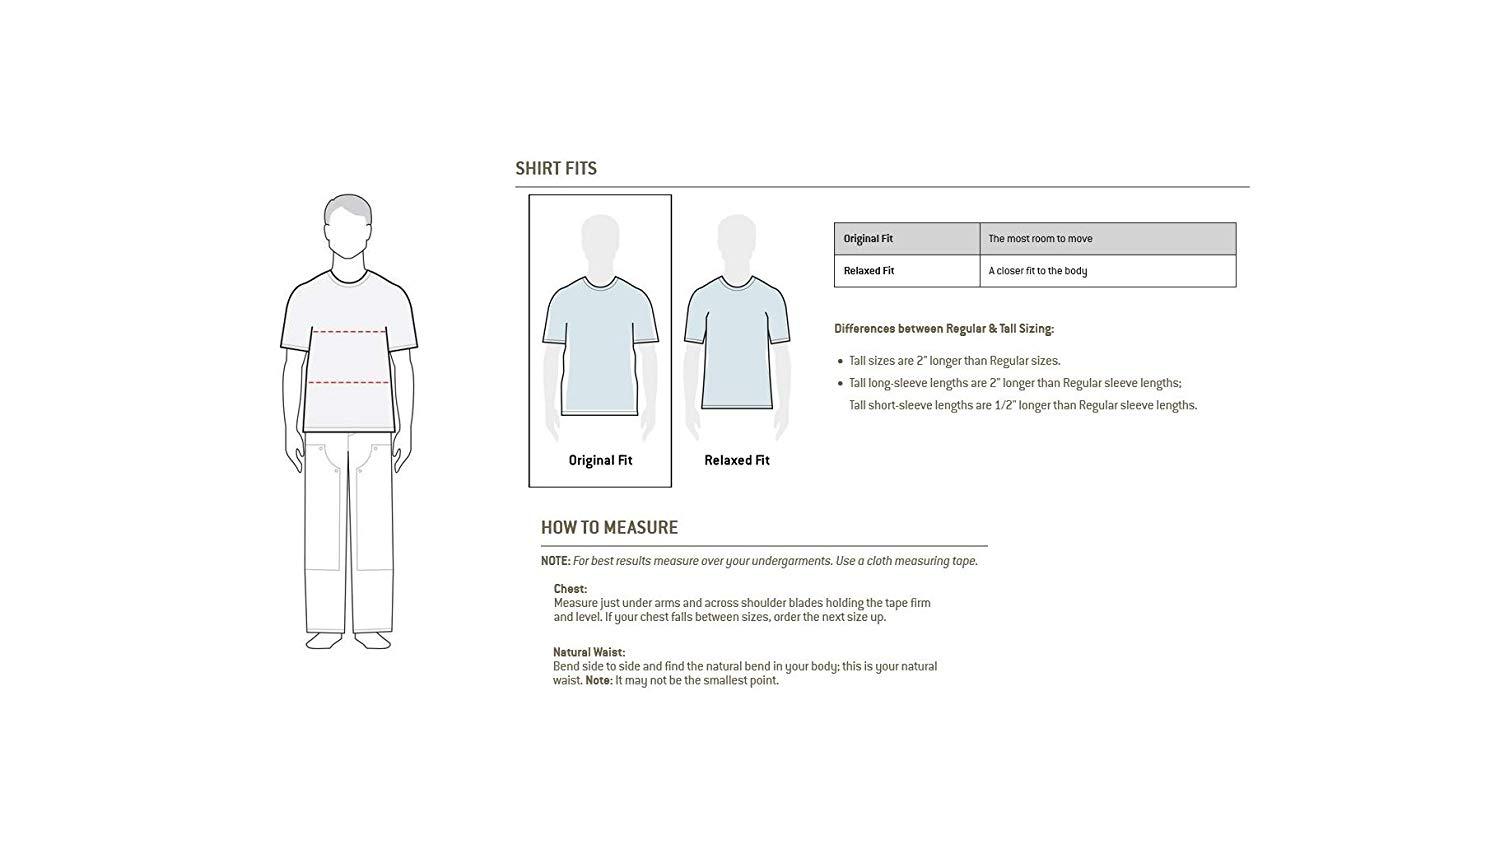 SHIRT FITS
Original Fit
Relaxed Fit
Original Fit The most room to move
Relaxed Fit A closer fit to the body
Differences between Regular & Tall Sizing:
• Tall sizes are 2" longer than Regular sizes.
• Tall long-sleeve lengths are 2" longer than Regular sleeve lengths;
Tall short-sleeve lengths are 1/2" longer than Regular sleeve lengths.
HOW TO MEASURE
NOTE: For best results measure over your undergarments. Use a cloth measuring tape.
Chest:
Measure just under arms and across shoulder blades holding the tape firm
and level. If your chest falls between sizes, order the next size up.
Natural Waist:
Bend side to side and find the natural bend in your body; this is your natural
waist. Note: It may not be the smallest point.